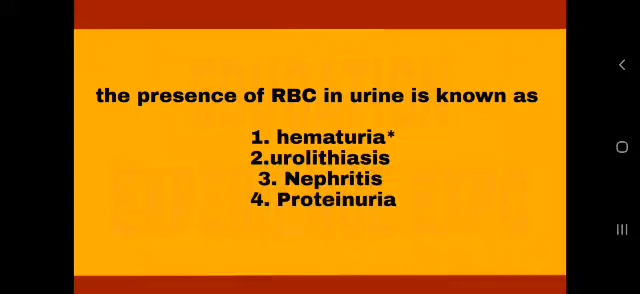 the presence of RBC in urine is known as
1. hematuria*
2.urolithiasis
3. Nephritis
4. Proteinuria